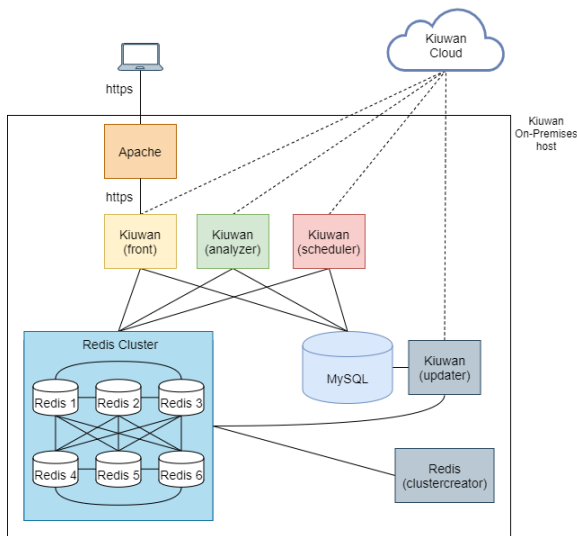 Kiuwan
Cloud
https
Kiuwan
On-Premises
host
Apache
https
Kiuwan
(front)
Kiuwan
(analyzer)
Kiuwan
(scheduler)
Redis Cluster
MySQL
Kiuwan
(updater)
Redis 1
Redis 2
Redis 3
Redis 4
Redis 5
Redis 6
Redis
(clustercreator)